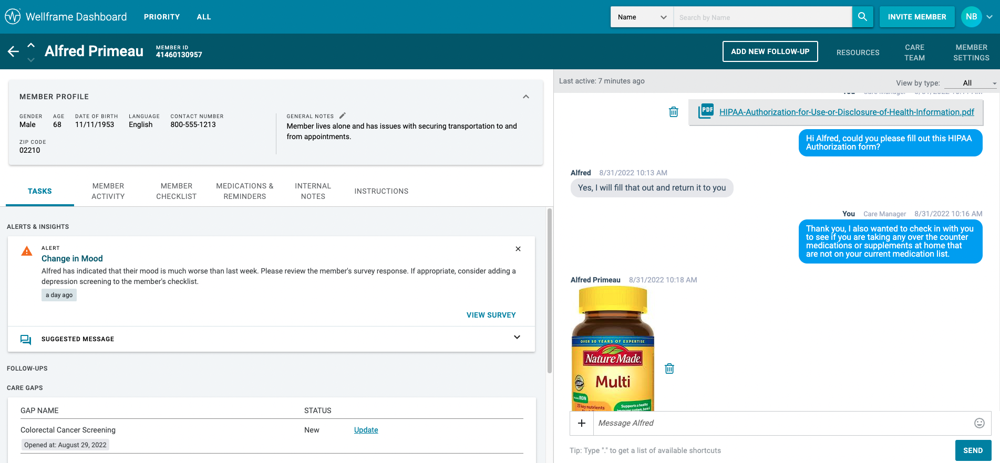 Wellframe Dashboard
PRIORITY
ALL
Name
Search by Name
INVITE MEMBER
NB
Alfred Primeau
MEMBER ID
41460130957
ADD NEW FOLLOW-UP
RESOURCES
CARE
TEAM
MEMBER
SETTINGS
MEMBER PROFILE
GENDER
Male
AGE
68
DATE OF BIRTH
11/11/1953
LANGUAGE
English
CONTACT NUMBER
800-555-1213
ZIP CODE
02210
GENERAL NOTES
Member lives alone and has issues with securing transportation to and
from appointments.
TASKS
MEMBER
ACTIVITY
MEMBER
CHECKLIST
MEDICATIONS &
REMINDERS
INTERNAL
NOTES
INSTRUCTIONS
ALERTS & INSIGHTS
ALERT
Change in Mood
Alfred has indicated that their mood is much worse than last week. Please review the member's survey response. If appropriate, consider adding a
depression screening to the member's checklist.
a day ago
VIEW SURVEY
SUGGESTED MESSAGE
FOLLOW-UPS
CARE GAPS
GAP NAME
STATUS
Colorectal Cancer Screening
New
Update
Opened at: August 29, 2022
Last active: 7 minutes ago
View by type:
All
You Care Manager
PDF
HIPAA-Authorization-for-Use-or-Disclosure-of-Health-Information.pdf
Hi Alfred, could you please fill out this HIPAA
Authorization form?
Alfred 8/31/2022 10:13 AM
Yes, I will fill that out and return it to you
You Care Manager 8/31/2022 10:16 AM
Thank you, I also wanted to check in with you
to see if you are taking any over the counter
medications or supplements at home that
are not on your current medication list.
Alfred Primeau 8/31/2022 10:18 AM
OVER 50 YEARS OF EXPERTISE
Nature Made
Multi
USP
IRON
23 key nutrients
Supports a healthy
immune system, bone
Message Alfred
Tip: Type "." to get a list of available shortcuts
SEND